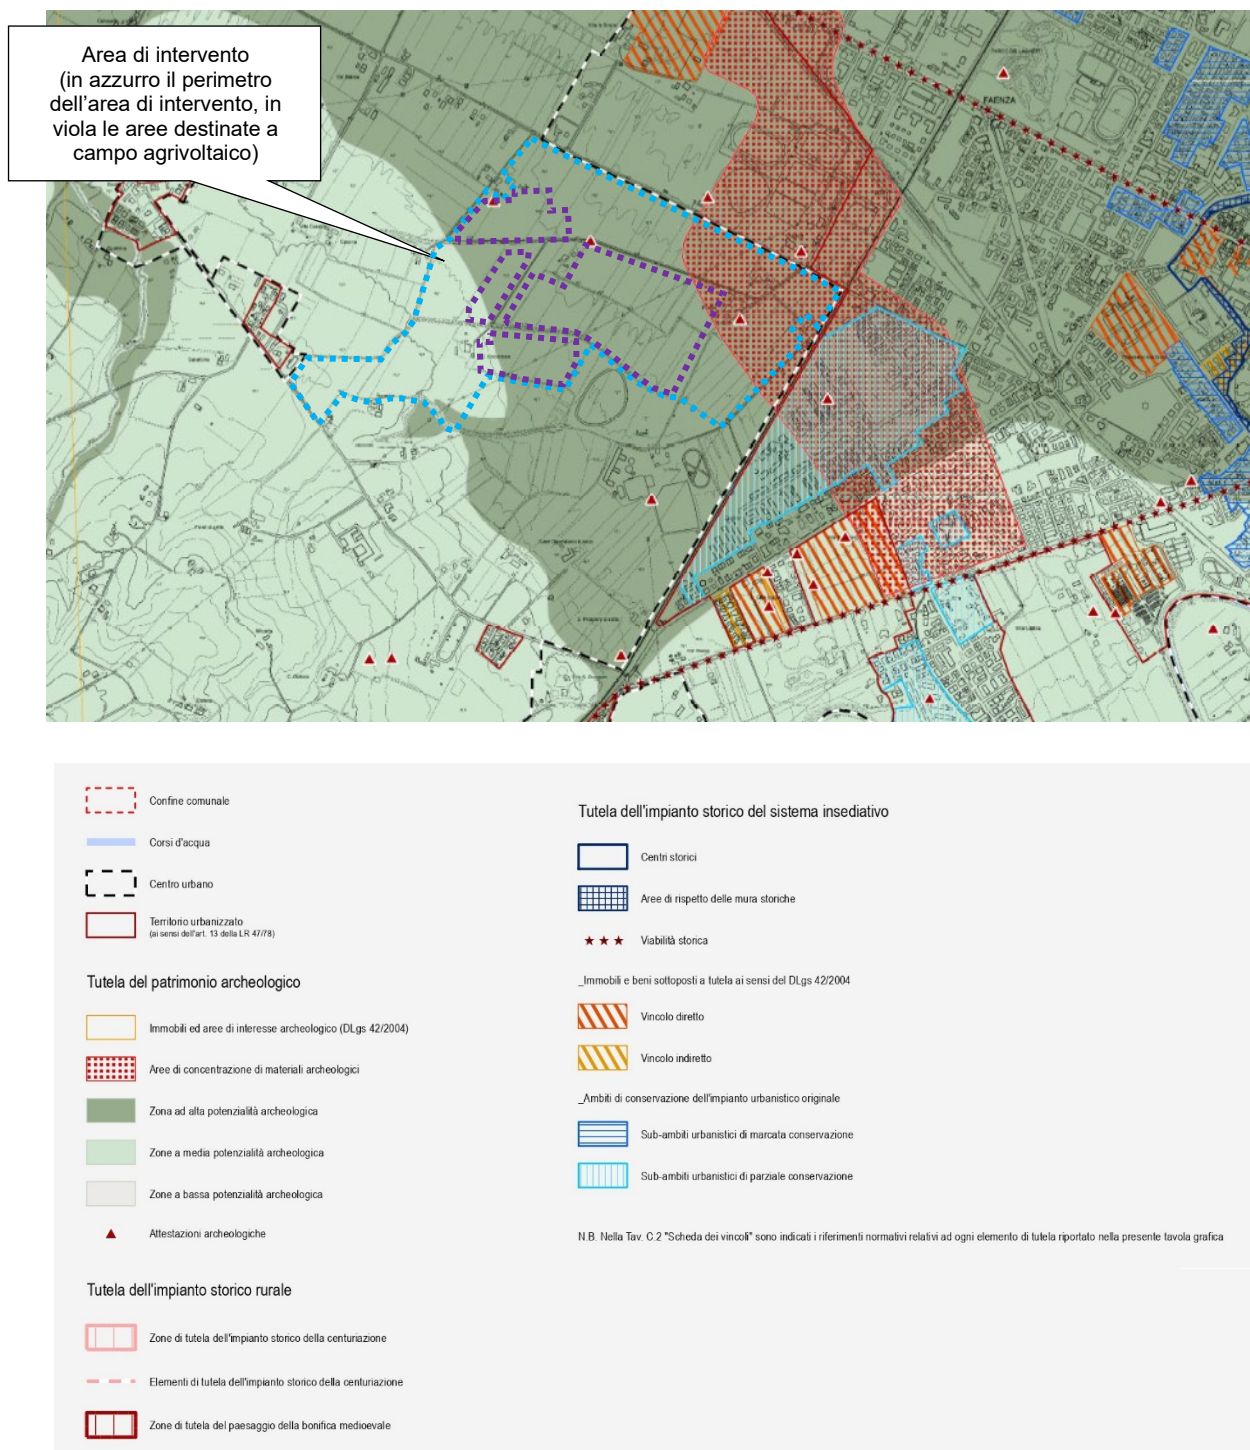 Area di intervento
(in azzurro il perimetro
dell'area di intervento, in
viola le aree destinate a
campo agrivoltaico)
FAENZA
Confine comunale
Corsi d'acqua
Centro urbano
Territorio urbanizzato
(ai sensi dell'art. 13 della LR 47/78)
Tutela del patrimonio archeologico
Immobili ed aree di interesse archeologico (DLgs 42/2004)
Aree di concentrazione di materiali archeologici
Zona ad alta potenzialità archeologica
Zone a media potenzialità archeologica
Zone a bassa potenzialità archeologica
Attestazioni archeologiche
Tutela dell'impianto storico rurale
Zone di tutela dell'impianto storico della centuriazione
Elementi di tutela dell'impianto storico della centuriazione
Zone di tutela del paesaggio della bonifica medioevale
Tutela dell'impianto storico del sistema insediativo
Centri storici
Aree di rispetto delle mura storiche
Viabilità storica
_Immobili e beni sottoposti a tutela ai sensi del DLgs 42/2004
Vincolo diretto
Vincolo indiretto
_Ambiti di conservazione dell'impianto urbanistico originale
Sub-ambiti urbanistici di marcata conservazione
Sub-ambiti urbanistici di parziale conservazione
N.B. Nella Tav. C.2 "Scheda dei vincoli" sono indicati i riferimenti normativi relativi ad ogni elemento di tutela riportato nella presente tavola grafica